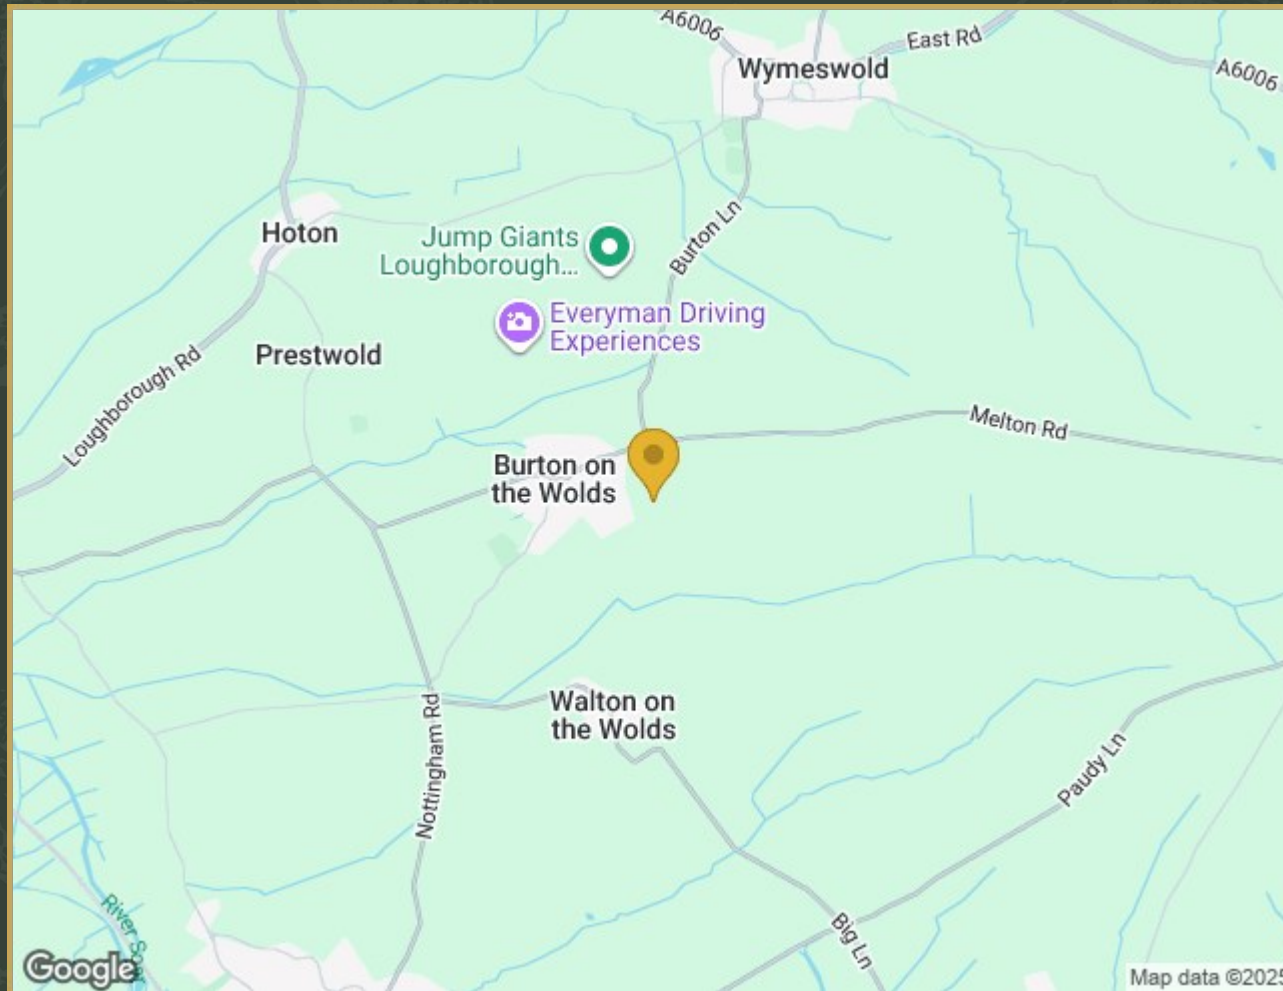 A6006
East Rd
Wymeswold
A6006
Burton Ln
Hoton
Jump Giants
Loughborough...
Everyman Driving
Experiences
Prestwold
Loughborough Rd
Melton Rd
Burton on
the Wolds
Walton on
the Wolds
Nottingham Rd
Paudy Ln
River Soar
Big Ln
Google
Map data ©2025